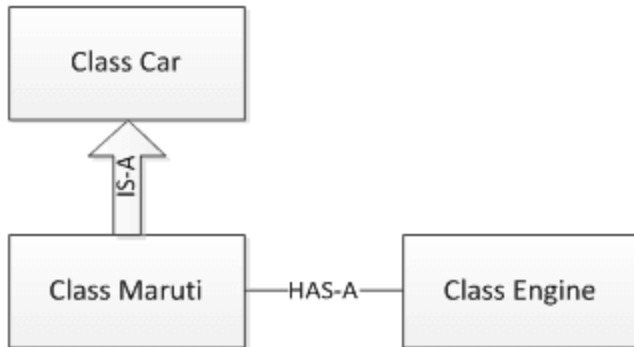 Class Car
IS-A
Class Maruti
HAS-A
Class Engine